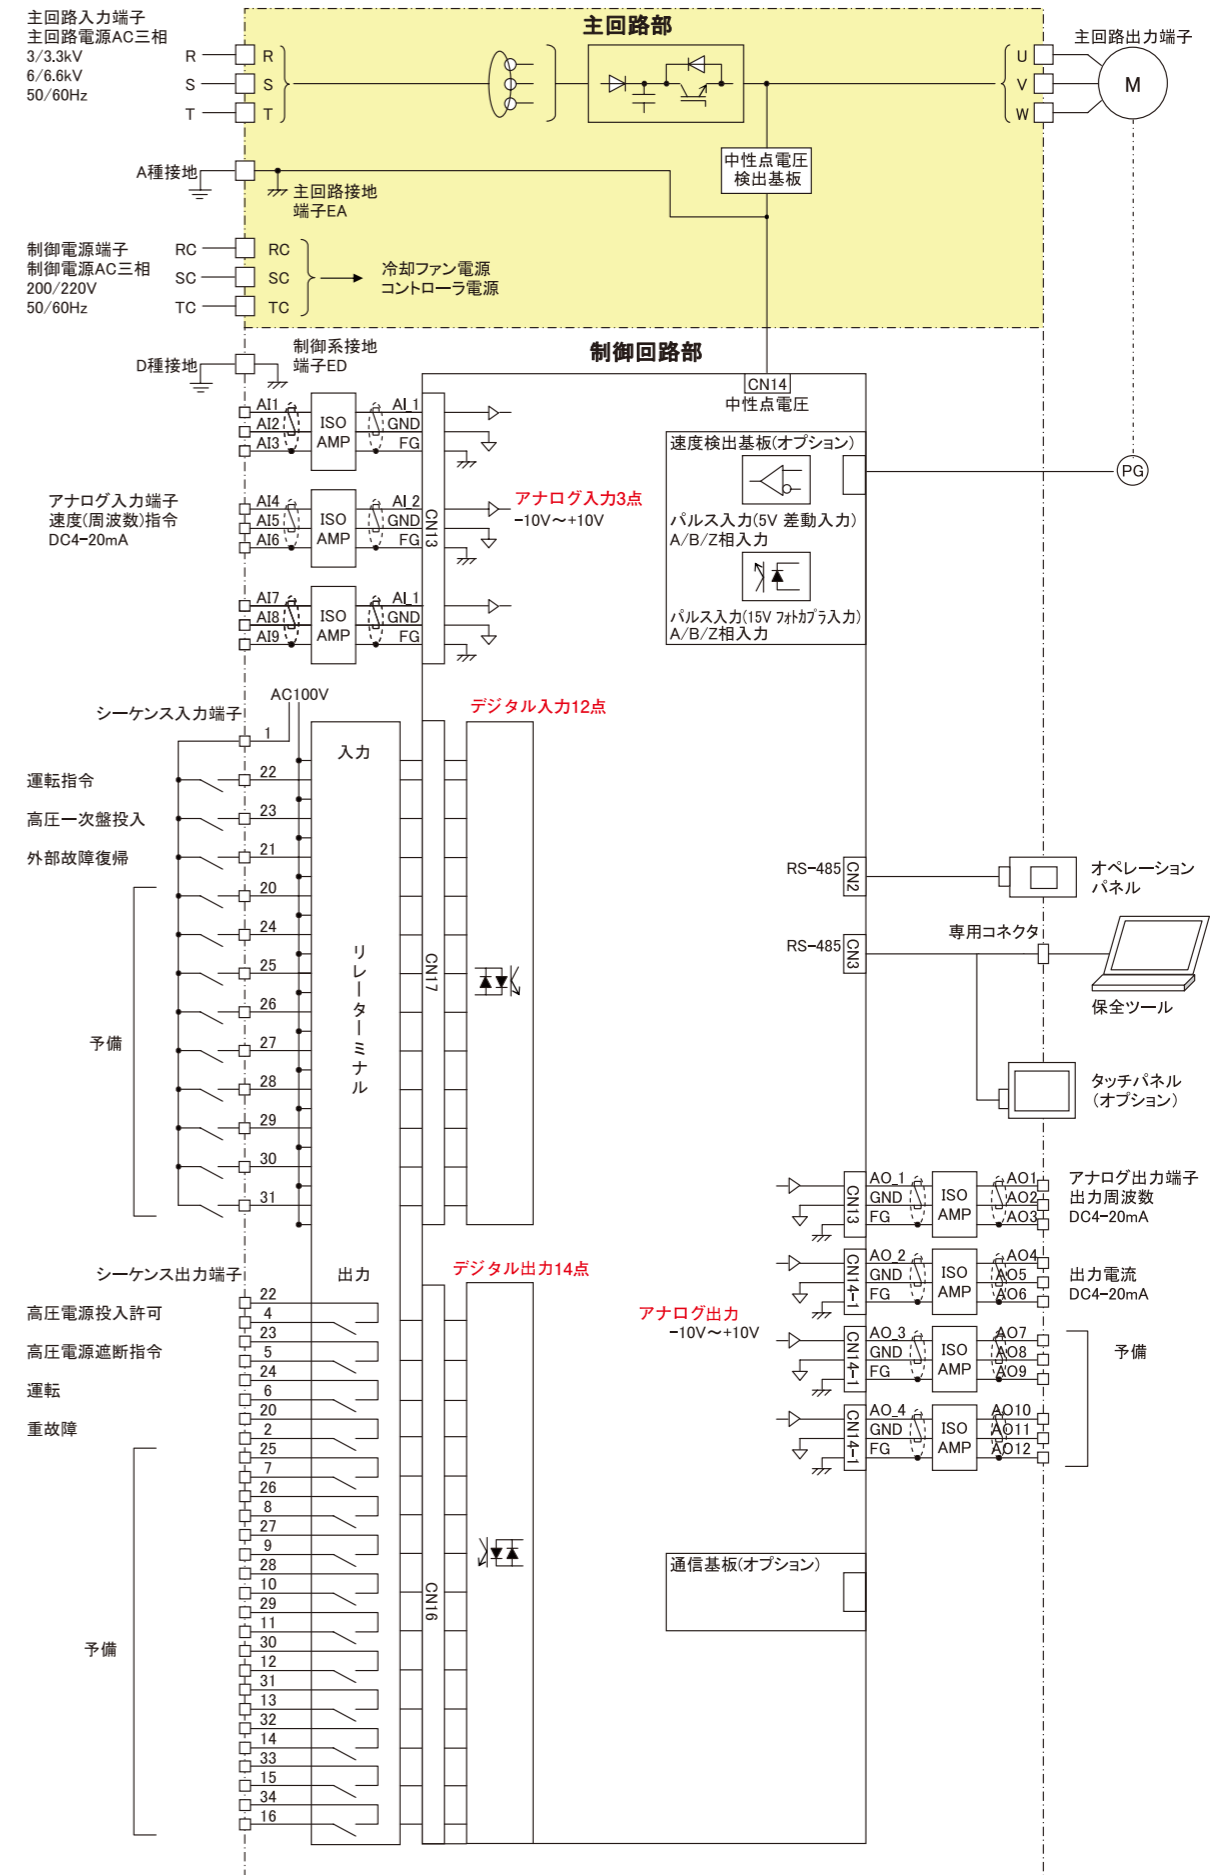 主回路部
主回路入力端子
主回路電源AC三相
3/3.3kV
6/6.6kV
50/60Hz
R
S
T
R
S
T
U
V
W
主回路出力端子
M
中性点電圧
検出基板
A種接地
主回路接地
端子EA
制御電源端子
制御電源AC三相
200/220V
50/60Hz
RC
SC
TC
RC
SC
TC
冷却ファン電源
コントローラ電源
D種接地
制御系接地
端子ED
制御回路部
CN14
中性点電圧
アナログ入力端子
速度(周波数)指令
DC4-20mA
AI1
AI2
AI3
ISO
AMP
AI_1
GND
FG
AI4
AI5
AI6
ISO
AMP
AI_2
GND
FG
AI7
AI8
AI9
ISO
AMP
AI_1
GND
FG
CN13
アナログ入力3点
-10V～+10V
速度検出基板(オプション)
パルス入力(5V 差動入力)
A/B/Z相入力
パルス入力(15V フォトカプラ入力)
A/B/Z相入力
PG
AC100V
シーケンス入力端子
デジタル入力12点
1
入力
運転指令
22
高圧一次盤投入
23
外部故障復帰
21
20
24
25
26
27
28
29
30
31
予備
リレーターミナル
CN17
RS-485
CN2
オペレーション
パネル
RS-485
CN3
専用コネクタ
保全ツール
タッチパネル
(オプション)
CN13
AO_1
GND
FG
ISO
AMP
AO1
AO2
AO3
アナログ出力端子
出力周波数
DC4-20mA
CN14-1
AO_2
GND
FG
ISO
AMP
AO4
AO5
AO6
出力電流
DC4-20mA
アナログ出力
-10V～+10V
CN14-1
AO_3
GND
FG
ISO
AMP
AO7
AO8
AO9
予備
CN14-1
AO_4
GND
FG
ISO
AMP
AO10
AO11
AO12
シーケンス出力端子
出力
デジタル出力14点
高圧電源投入許可
22
4
高圧電源遮断指令
23
5
運転
24
6
重故障
20
2
25
7
26
8
27
9
28
10
29
11
30
12
31
13
32
14
33
15
34
16
予備
CN16
通信基板(オプション)